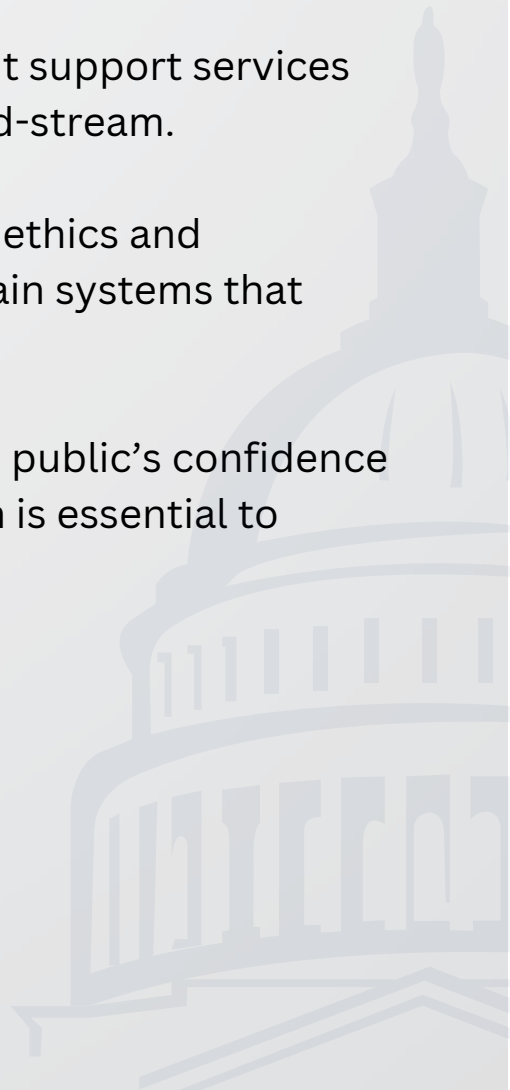 t support services
d-stream.
ethics and
ain systems that
public’s confidence
is essential to